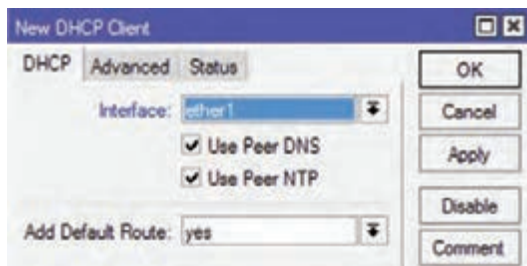 New DHCP Client
DHCP Advanced Status
OK
Interface: ether1
Cancel
Use Peer DNS
Apply
Use Peer NTP
Disable
Add Default Route: yes
Comment